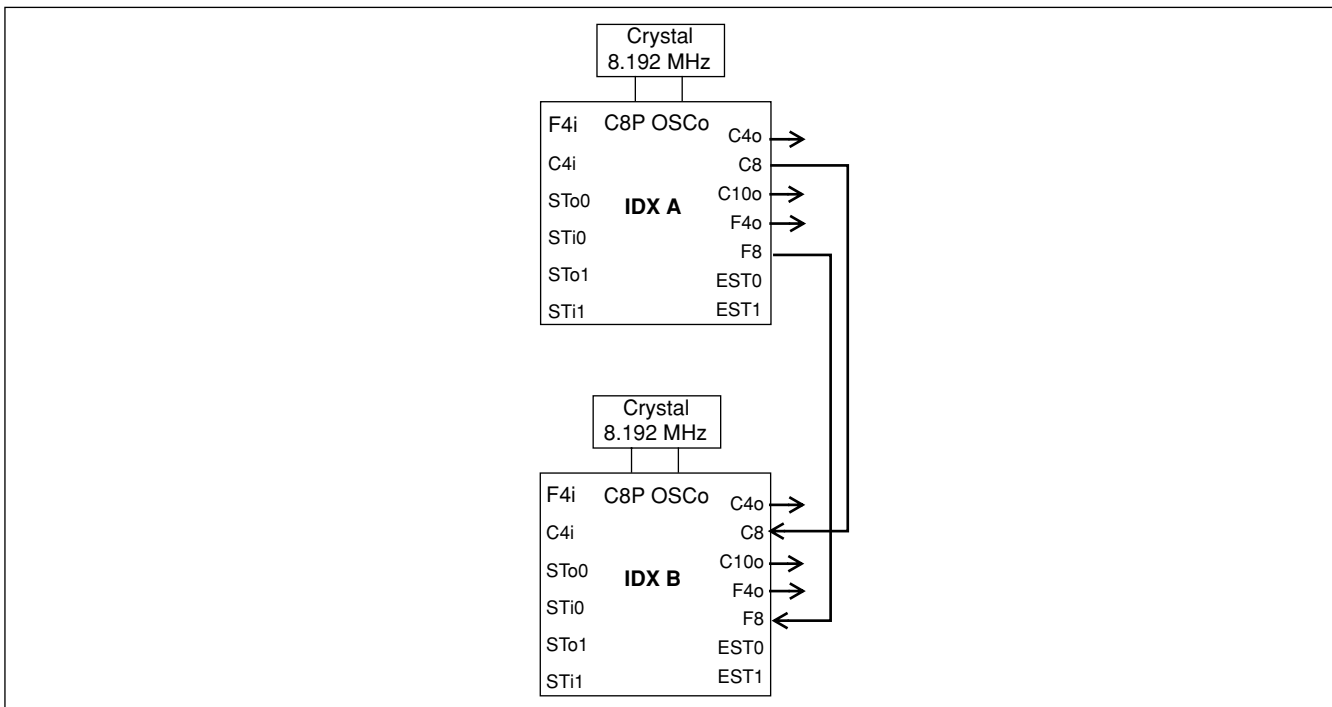 Crystal
8.192 MHz
F4i
C8P OSCo
C4o
C4i
C8
STo0
IDX A
C10o
STi0
F4o
STo1
F8
EST0
STi1
EST1
Crystal
8.192 MHz
F4i
C8P OSCo
C4o
C4i
C8
STo0
IDX B
C10o
STi0
F4o
STo1
F8
EST0
STi1
EST1